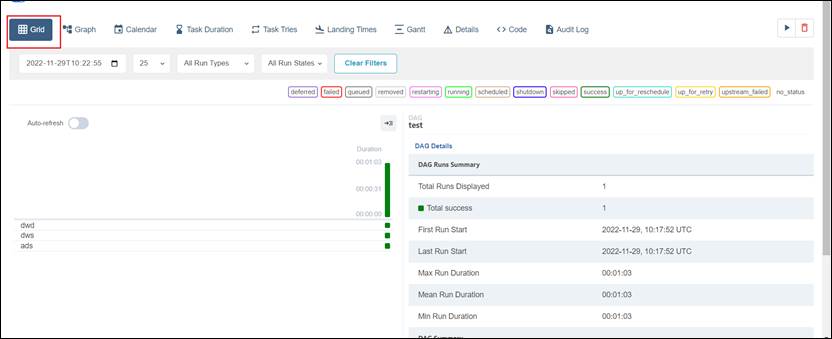 Grid Graph Calendar Task Duration Task Tries Landing Times Gantt Details <> Code Audit Log
2022-11-29T10:22:55 25 All Run Types All Run States Clear Filters
deferred failed queued removed restarting running scheduled shutdown skipped success up_for_reschedule up_for_retry upstream_failed no_status
Auto-refresh
Duration
00:01:03
00:00:31
00:00:00
dwd
dws
ads
DAG
test
DAG Details
DAG Runs Summary
Total Runs Displayed 1
Total success 1
First Run Start 2022-11-29, 10:17:52 UTC
Last Run Start 2022-11-29, 10:17:52 UTC
Max Run Duration 00:01:03
Mean Run Duration 00:01:03
Min Run Duration 00:01:03
DAG Summary